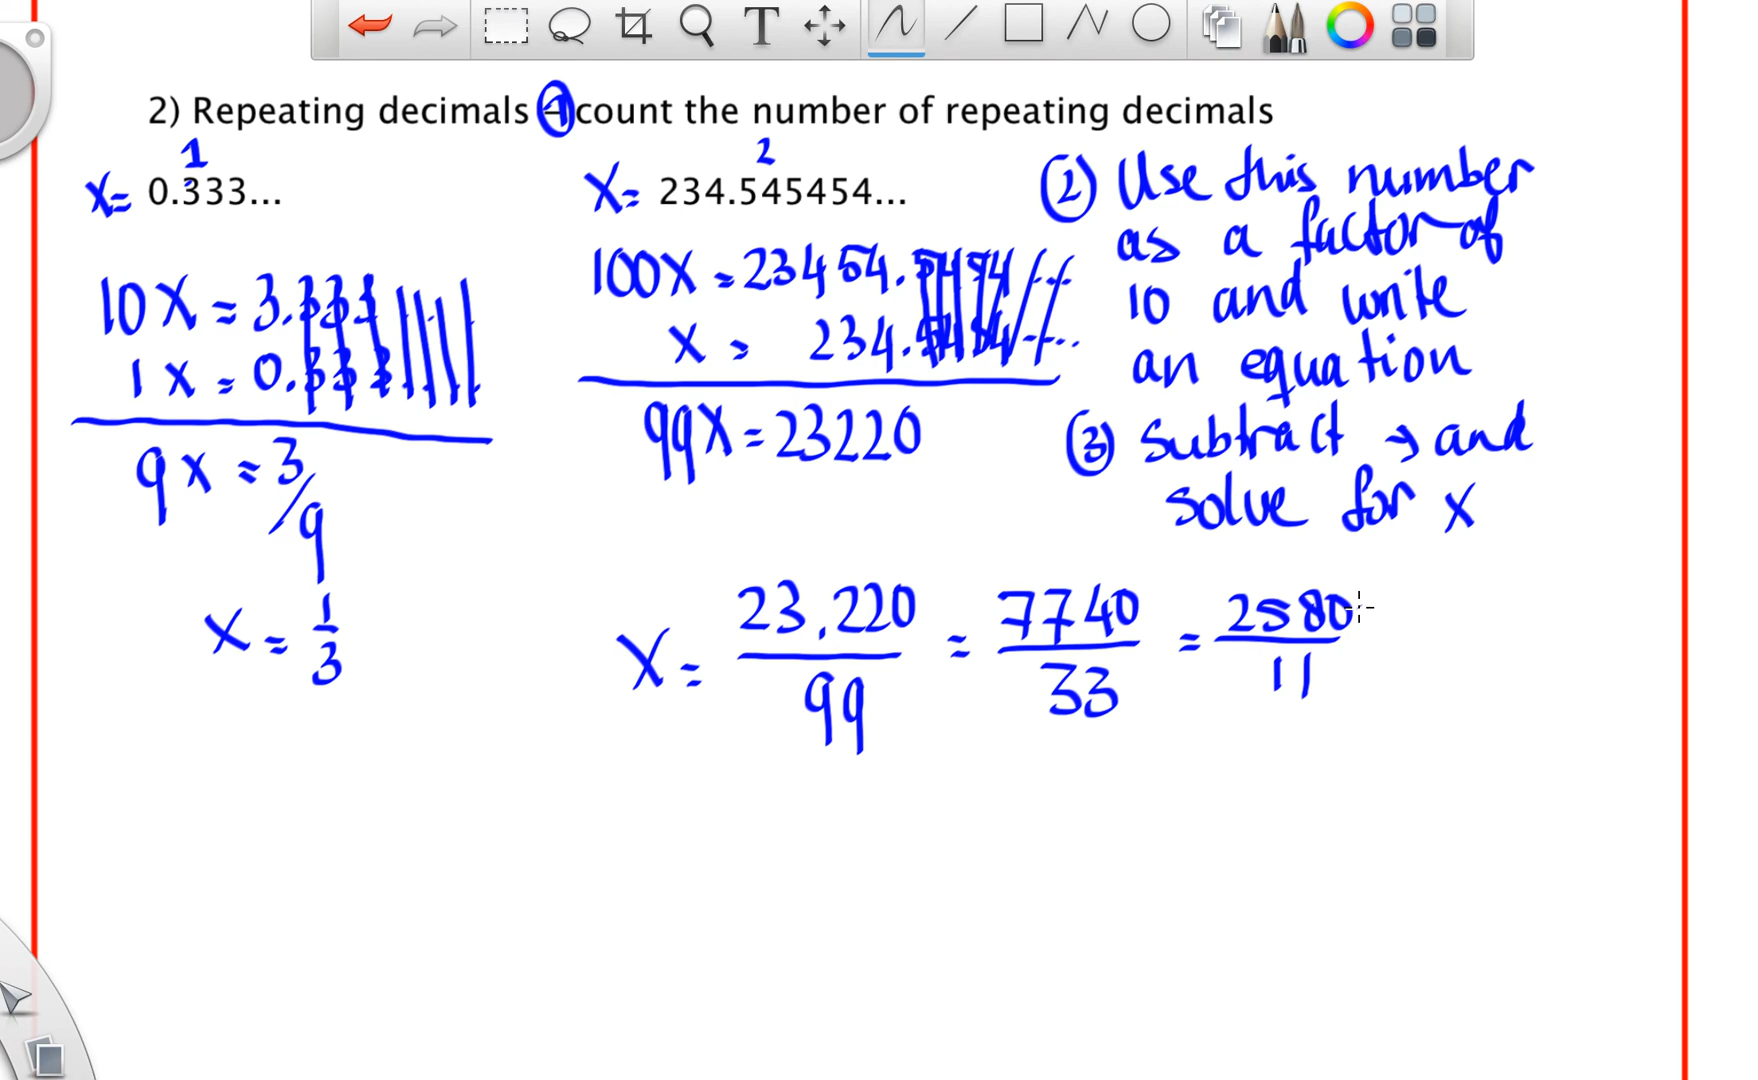 2) Repeating decimals ① count the number of repeating decimals
1
x = 0.333...
10x = 3.333
1x = 0.333
9x = 3/9
x = 1/3
2
x = 234.545454...
100x = 23454.5454...
x = 234.5454...
99x = 23220
x = 23,220/99 = 7740/33 = 2580/11
② Use this number
as a factor of
10 and write
an equation
③ Subtract → and
solve for x